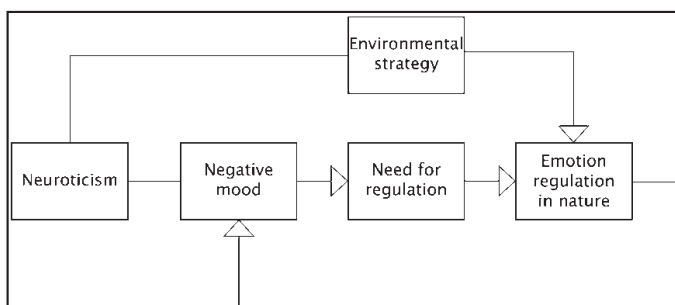 Environmental
strategy
Neuroticism
Negative
mood
Need for
regulation
Emotion
regulation
in nature